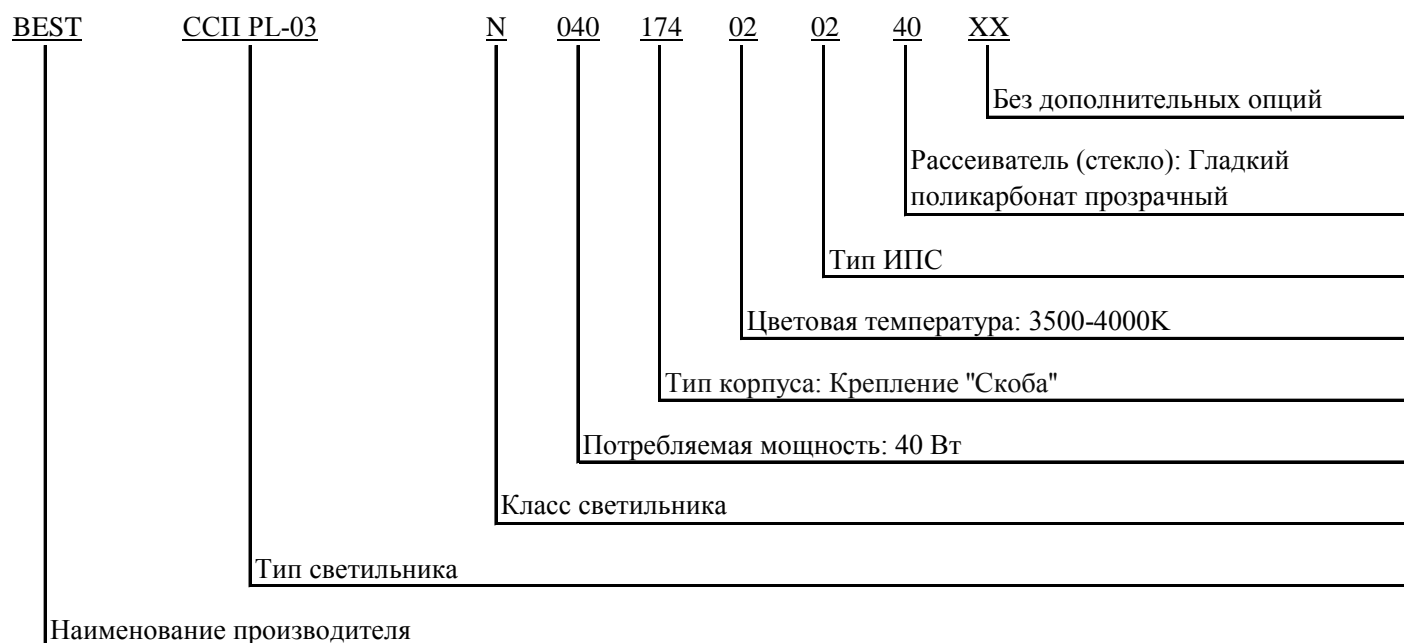 BEST ССП PL-03 N 040 174 02 02 40 XX
Без дополнительных опций
Рассеиватель (стекло): Гладкий
поликарбонат прозрачный
Тип ИПС
Цветовая температура: 3500-4000K
Тип корпуса: Крепление "Скоба"
Потребляемая мощность: 40 Вт
Класс светильника
Тип светильника
Наименование производителя